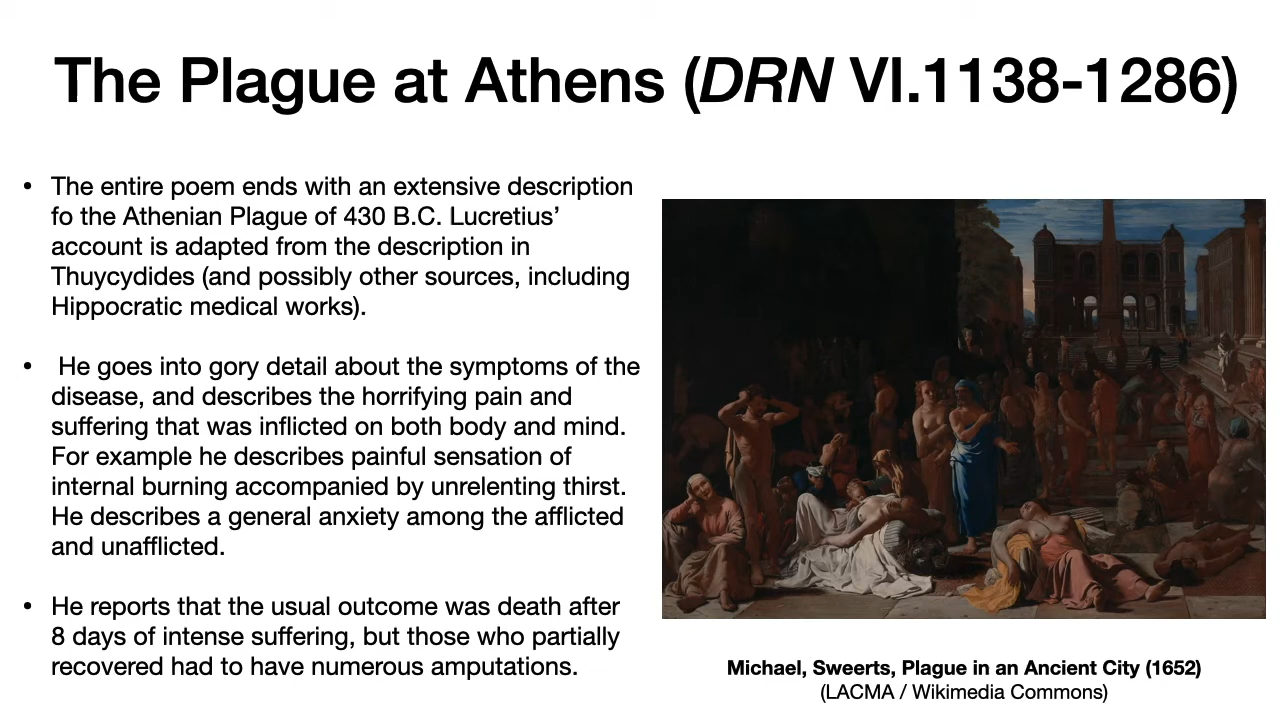 The Plague at Athens (DRN VI.1138-1286)
• The entire poem ends with an extensive description
fo the Athenian Plague of 430 B.C. Lucretius’
account is adapted from the description in
Thuycydides (and possibly other sources, including
Hippocratic medical works).
• He goes into gory detail about the symptoms of the
disease, and describes the horrifying pain and
suffering that was inflicted on both body and mind.
For example he describes painful sensation of
internal burning accompanied by unrelenting thirst.
He describes a general anxiety among the afflicted
and unafflicted.
• He reports that the usual outcome was death after
8 days of intense suffering, but those who partially
recovered had to have numerous amputations.
Michael, Sweerts, Plague in an Ancient City (1652)
(LACMA / Wikimedia Commons)